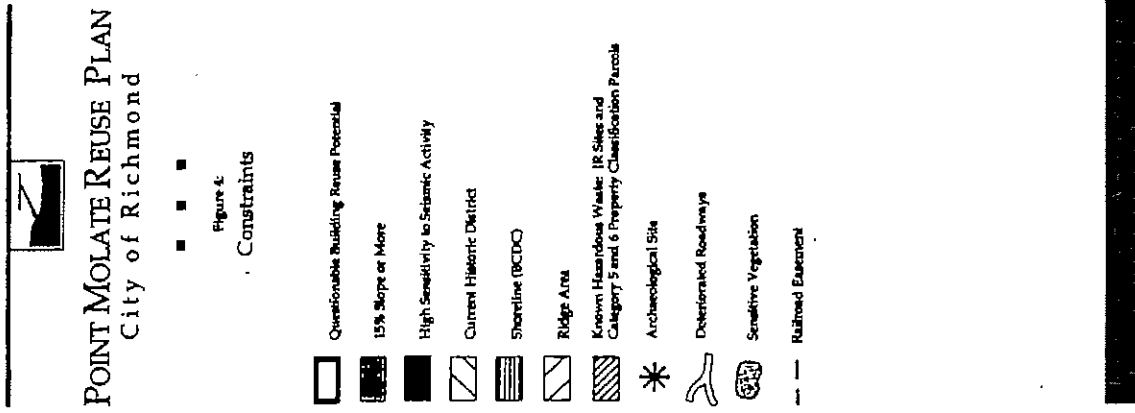 POINT MOLATE REUSE PLAN
City of Richmond
Figure 4:
Constraints
Questionable Building Reuse Potential
15% Slope or More
High Sensitivity to Seismic Activity
Current Historic District
Shoreline (BCDC)
Ridge Area
Known Hazardous Waste: IR Sites and
Category 5 and 6 Property Classification Parcels
Archaeological Site
Deteriorated Roadways
Sensitive Vegetation
Railroad Easement